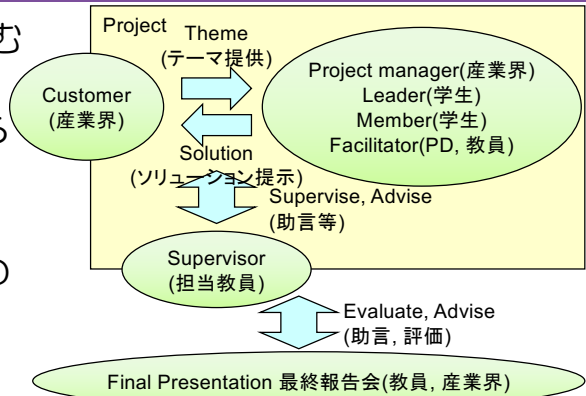 む
る
の
Project
Theme
(テーマ提供)
Customer
(産業界)
Project manager(産業界)
Leader(学生)
Member(学生)
Facilitator(PD, 教員)
Solution
(ソリューション提示)
Supervise, Advise
(助言等)
Supervisor
(担当教員)
Evaluate, Advise
(助言, 評価)
Final Presentation 最終報告会(教員, 産業界)